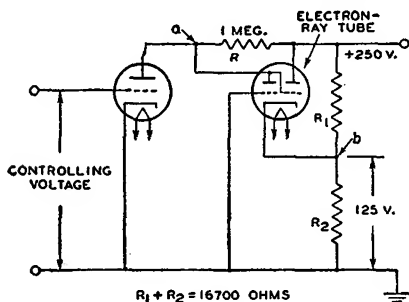 ELECTRON-
RAY TUBE
a
1 MEG.
R
+250 V.
R1
b
CONTROLLING
VOLTAGE
R2
125 V.
R1 + R2 = 16700 OHMS